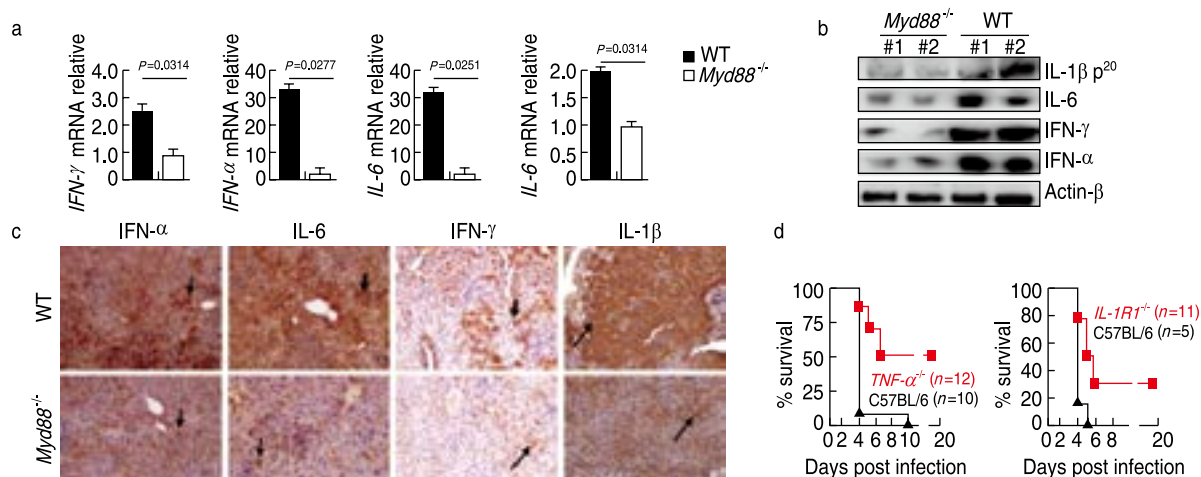 a
P=0.0314
IFN-γ mRNA relative
4.0
3.0
2.0
1.0
0
P=0.0277
IFN-α mRNA relative
40
30
20
10
0
P=0.0251
IL-6 mRNA relative
40
30
20
10
0
P=0.0314
IL-6 mRNA relative
2.0
1.5
1.0
0.5
0
WT
Myd88-/-
b
Myd88-/- WT
#1 #2 #1 #2
IL-1β p20
IL-6
IFN-γ
IFN-α
Actin-β
c
IFN-α IL-6 IFN-γ IL-1β
WT
Myd88-/-
d
% survival
100
80
50
25
0
TNF-α-/- (n=12)
C57BL/6 (n=10)
0 2 4 6 8 10 20
Days post infection
% survival
100
80
60
40
20
0
IL-1R1-/- (n=11)
C57BL/6 (n=5)
0 2 4 6 8 20
Days post infection